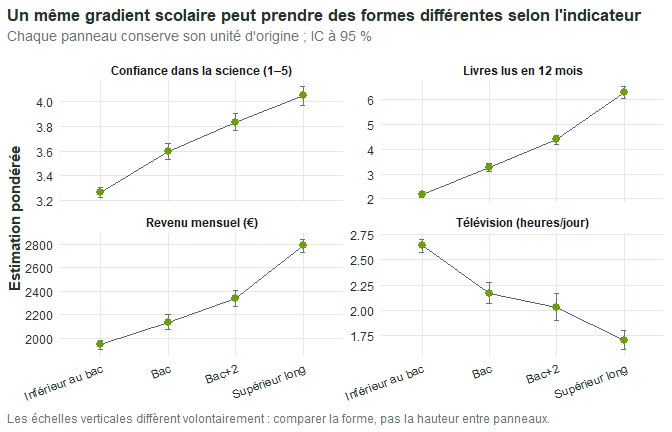 Un même gradient scolaire peut prendre des formes différentes selon l'indicateur
Chaque panneau conserve son unité d'origine ; IC à 95 %
Estimation pondérée
Confiance dans la science (1–5)
4.0
3.8
3.6
3.4
3.2
Livres lus en 12 mois
6
5
4
3
2
Revenu mensuel (€)
2800
2600
2400
2200
2000
Inférieur au bac
Bac
Bac+2
Supérieur long
Télévision (heures/jour)
2.75
2.50
2.25
2.00
1.75
Inférieur au bac
Bac
Bac+2
Supérieur long
Les échelles verticales diffèrent volontairement : comparer la forme, pas la hauteur entre panneaux.